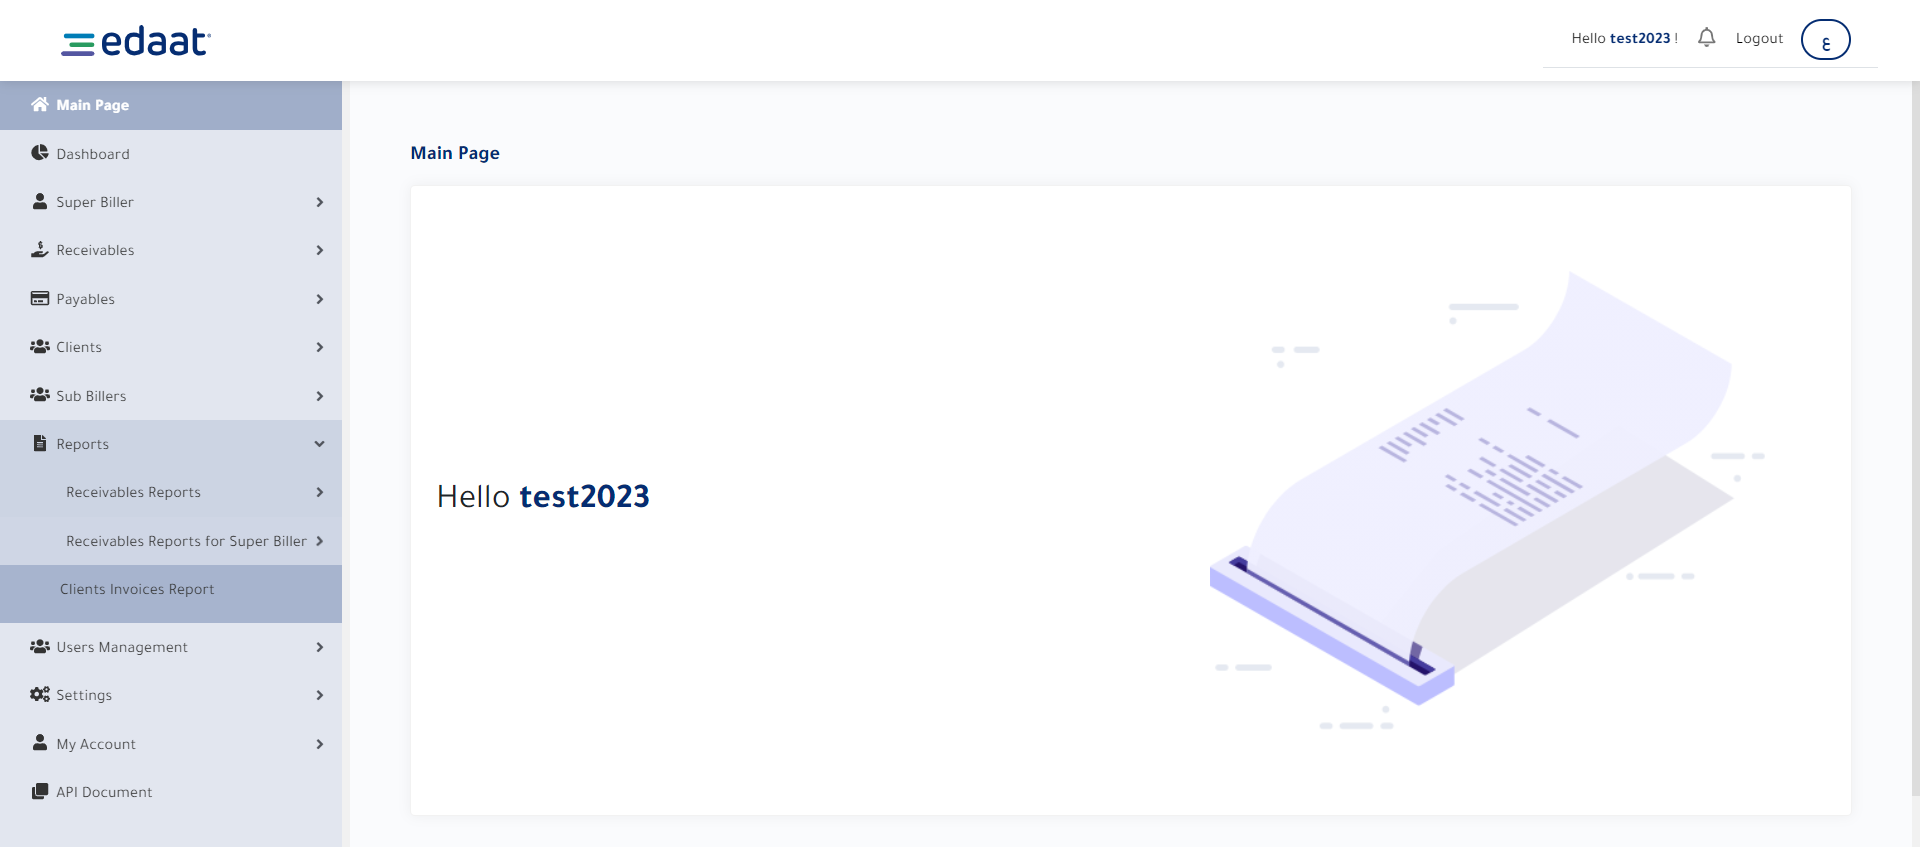 edaat
Hello test2023 !
Logout
ع
Main Page
Dashboard
Super Biller
Receivables
Payables
Clients
Sub Billers
Reports
Receivables Reports
Receivables Reports for Super Biller
Clients Invoices Report
Users Management
Settings
My Account
API Document
Main Page
Hello test2023